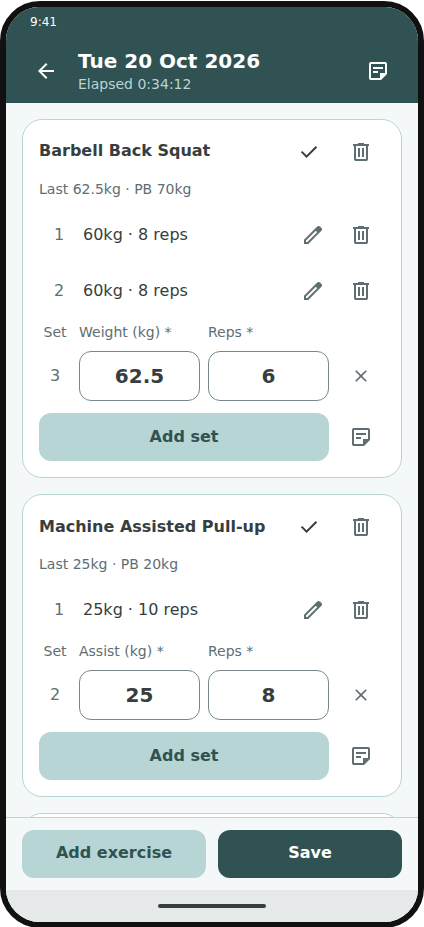 9:41
Tue 20 Oct 2026
Elapsed 0:34:12
Barbell Back Squat
Last 62.5kg · PB 70kg
1 60kg · 8 reps
2 60kg · 8 reps
Set Weight (kg) * Reps *
3 62.5 6
Add set
Machine Assisted Pull-up
Last 25kg · PB 20kg
1 25kg · 10 reps
Set Assist (kg) * Reps *
2 25 8
Add set
Add exercise Save